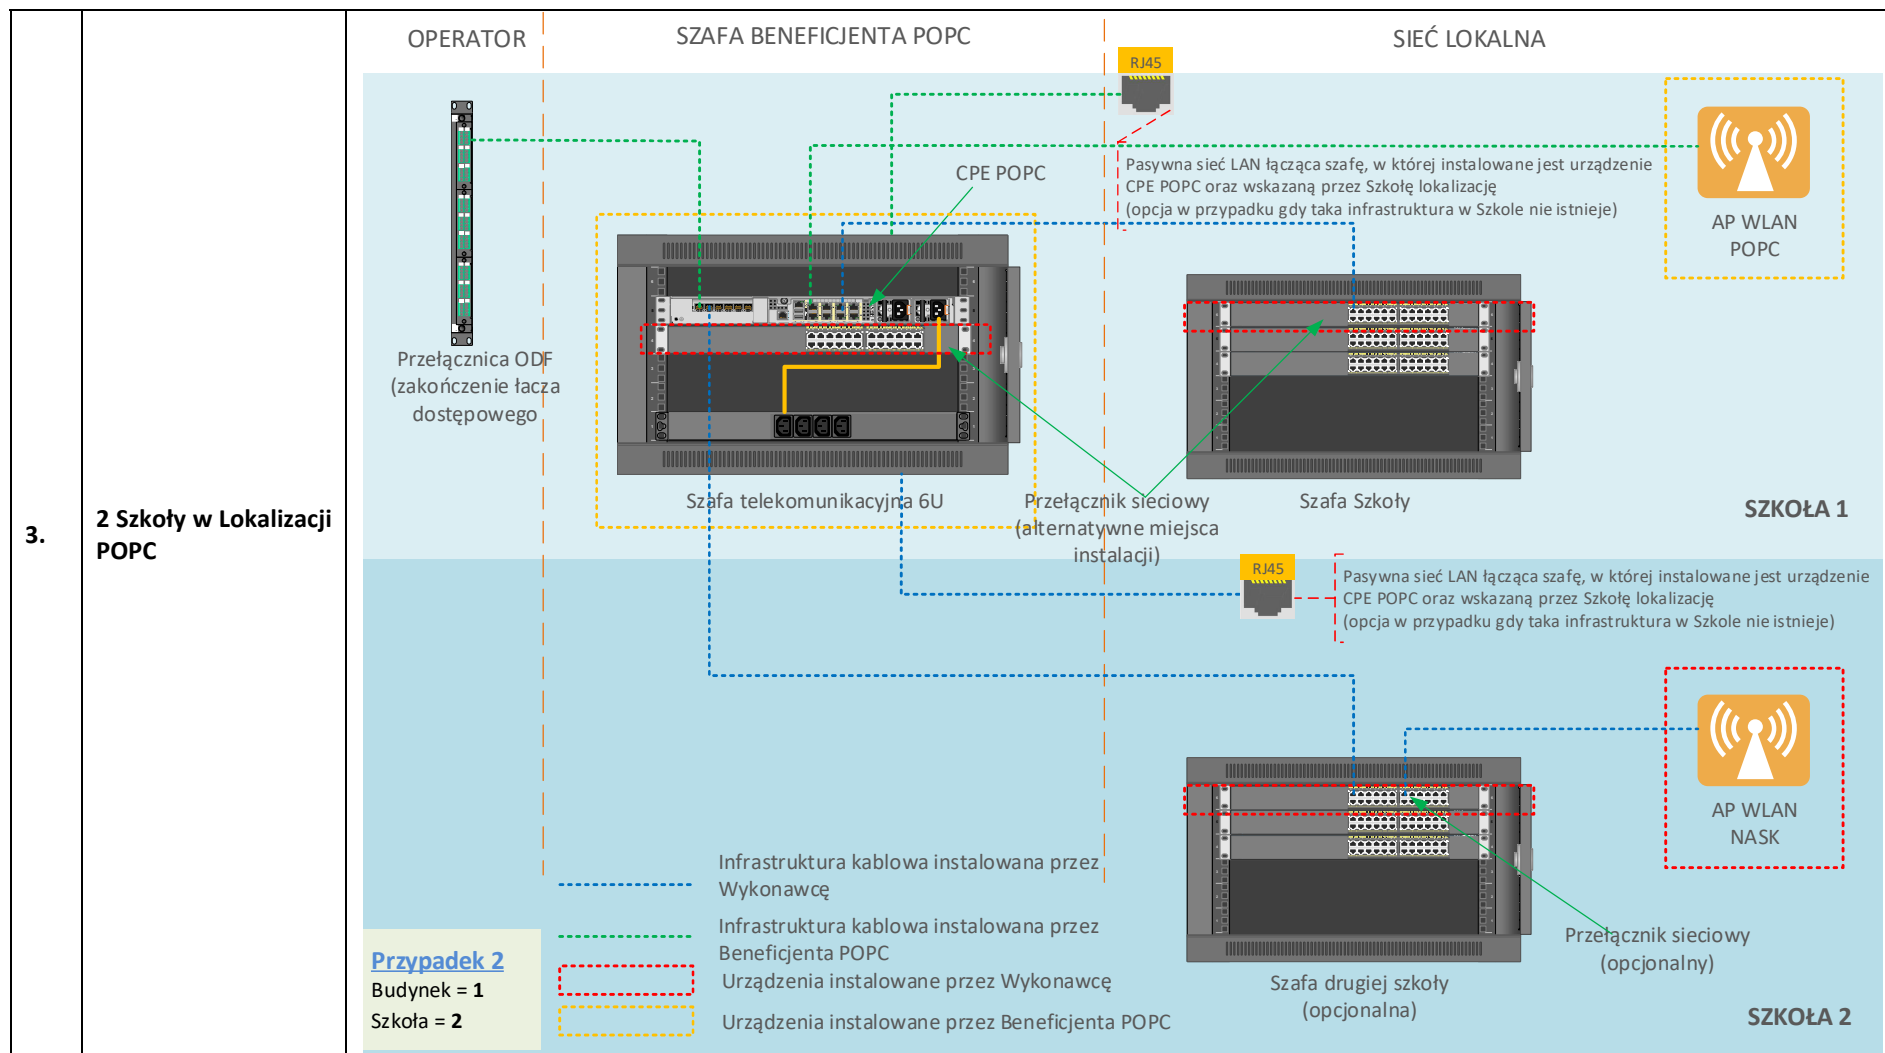 3.
2 Szkoły w Lokalizacji
POPC
OPERATOR
SZAFA BENEFICJENTA POPC
SIEĆ LOKALNA
RJ45
CPE POPC
Pasywna sieć LAN łącząca szafę, w której instalowane jest urządzenie
CPE POPC oraz wskazaną przez Szkołę lokalizację
(opcja w przypadku gdy taka infrastruktura w Szkole nie istnieje)
AP WLAN
POPC
Przełącznica ODF
(zakończenie łacza
dostępowego
Szafa telekomunikacyjna 6U
Przełącznik sieciowy
(alternatywne miejsca
instalacji)
Szafa Szkoły
SZKOŁA 1
RJ45
Pasywna sieć LAN łącząca szafę, w której instalowane jest urządzenie
CPE POPC oraz wskazaną przez Szkołę lokalizację
(opcja w przypadku gdy taka infrastruktura w Szkole nie istnieje)
AP WLAN
NASK
Przełącznik sieciowy
(opcjonalny)
Szafa drugiej szkoły
(opcjonalna)
SZKOŁA 2
Infrastruktura kablowa instalowana przez
Wykonawcę
Infrastruktura kablowa instalowana przez
Beneficjenta POPC
Urządzenia instalowane przez Wykonawcę
Urządzenia instalowane przez Beneficjenta POPC
Przypadek 2
Budynek = 1
Szkoła = 2